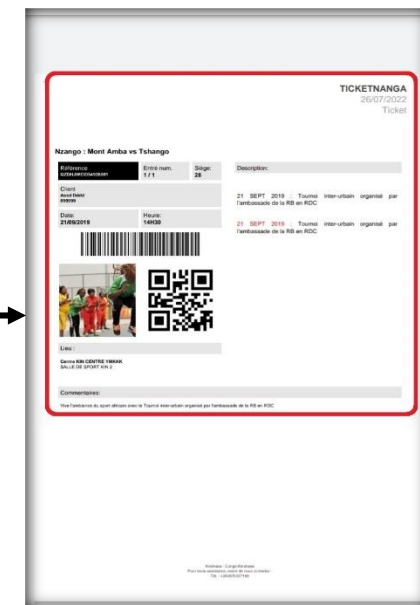 TICKETNANGA
26/07/2022
Ticket
Nzango : Mont Amba vs Tshango
Référence
Entré num.
1 / 1
Siège:
28
Client
Date:
21/09/2019
Heure:
14H30
Description:
21 SEPT 2019 : Tournoi inter-urbain organisé par
l'ambassade de la RB en RDC
21 SEPT 2019 : Tournoi inter-urbain organisé par
l'ambassade de la RB en RDC
Lieu :
Centre KIN CENTRE YMKAK
SALLE DE SPORT KIN 2
Commentaires:
Vive l'ambiance du sport africain avec le Tournoi inter-urbain organisé par l'ambassade de la RB en RDC